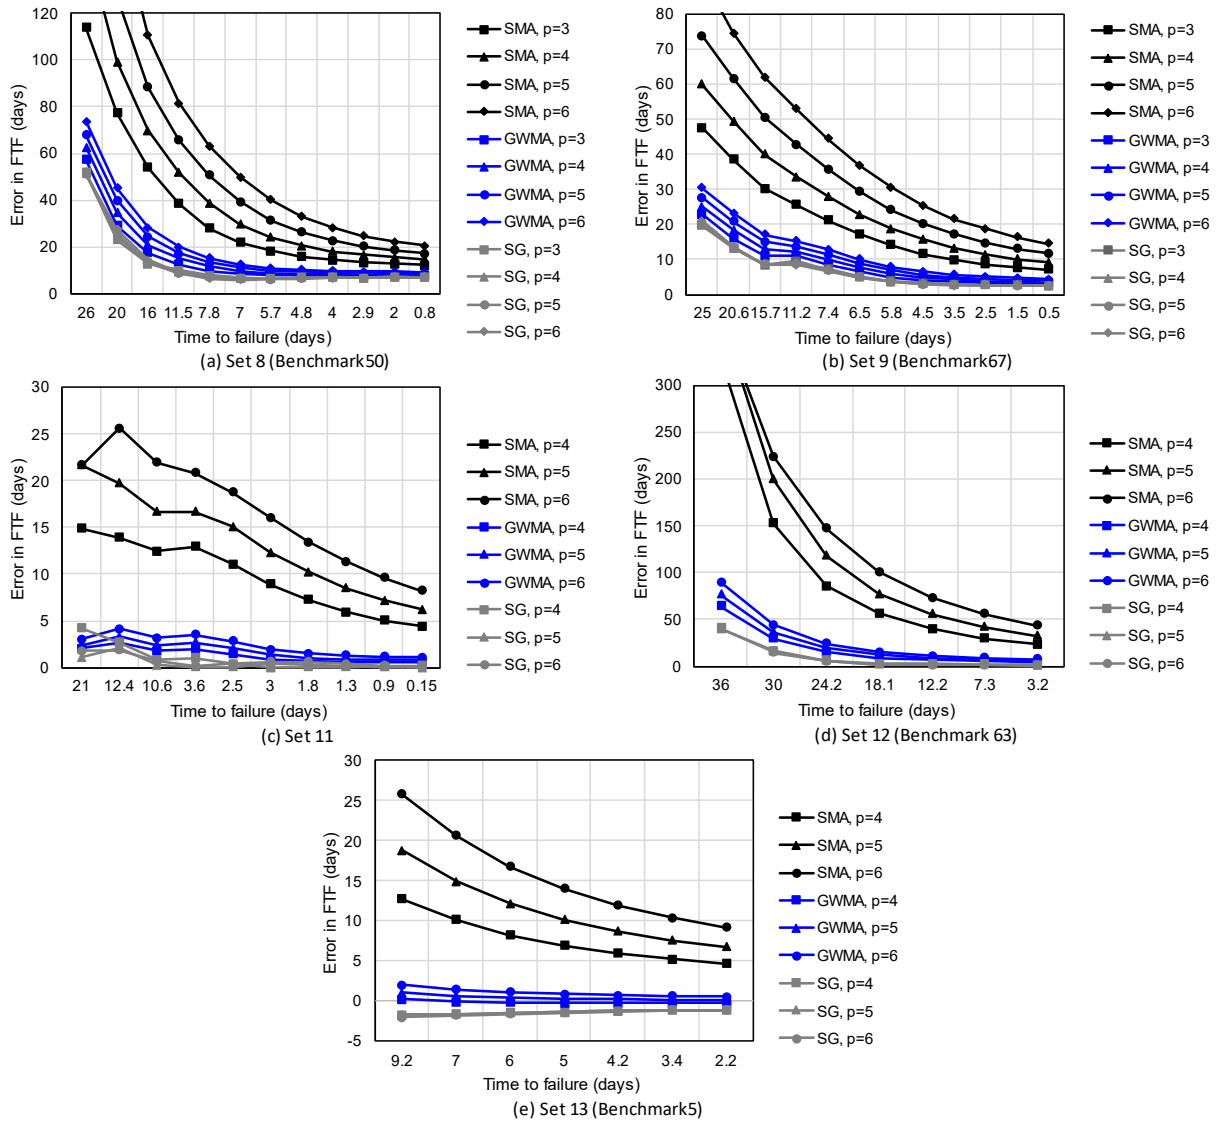 120
100
80
60
40
20
0
Error in FTF (days)
26 20 16 11.5 7.8 7 5.7 4.8 4 2.9 2 0.8
Time to failure (days)
SMA, p=3
SMA, p=4
SMA, p=5
SMA, p=6
GWMA, p=3
GWMA, p=4
GWMA, p=5
GWMA, p=6
SG, p=3
SG, p=4
SG, p=5
SG, p=6
(a) Set 8 (Benchmark50)
80
70
60
50
40
30
20
10
0
Error in FTF (days)
25 20.6 15.7 11.2 7.4 6.5 5.8 4.5 3.5 2.5 1.5 0.5
Time to failure (days)
SMA, p=3
SMA, p=4
SMA, p=5
SMA, p=6
GWMA, p=3
GWMA, p=4
GWMA, p=5
GWMA, p=6
SG, p=3
SG, p=4
SG, p=5
SG, p=6
(b) Set 9 (Benchmark67)
30
25
20
15
10
5
0
Error in FTF (days)
21 12.4 10.6 3.6 2.5 3 1.8 1.3 0.9 0.15
Time to failure (days)
SMA, p=4
SMA, p=5
SMA, p=6
GWMA, p=4
GWMA, p=5
GWMA, p=6
SG, p=4
SG, p=5
SG, p=6
(c) Set 11
300
250
200
150
100
50
0
Error in FTF (days)
36 30 24.2 18.1 12.2 7.3 3.2
Time to failure (days)
SMA, p=4
SMA, p=5
SMA, p=6
GWMA, p=4
GWMA, p=5
GWMA, p=6
SG, p=4
SG, p=5
SG, p=6
(d) Set 12 (Benchmark 63)
30
25
20
15
10
5
0
-5
Error in FTF (days)
9.2 7 6 5 4.2 3.4 2.2
Time to failure (days)
SMA, p=4
SMA, p=5
SMA, p=6
GWMA, p=4
GWMA, p=5
GWMA, p=6
SG, p=4
SG, p=5
SG, p=6
(e) Set 13 (Benchmark5)